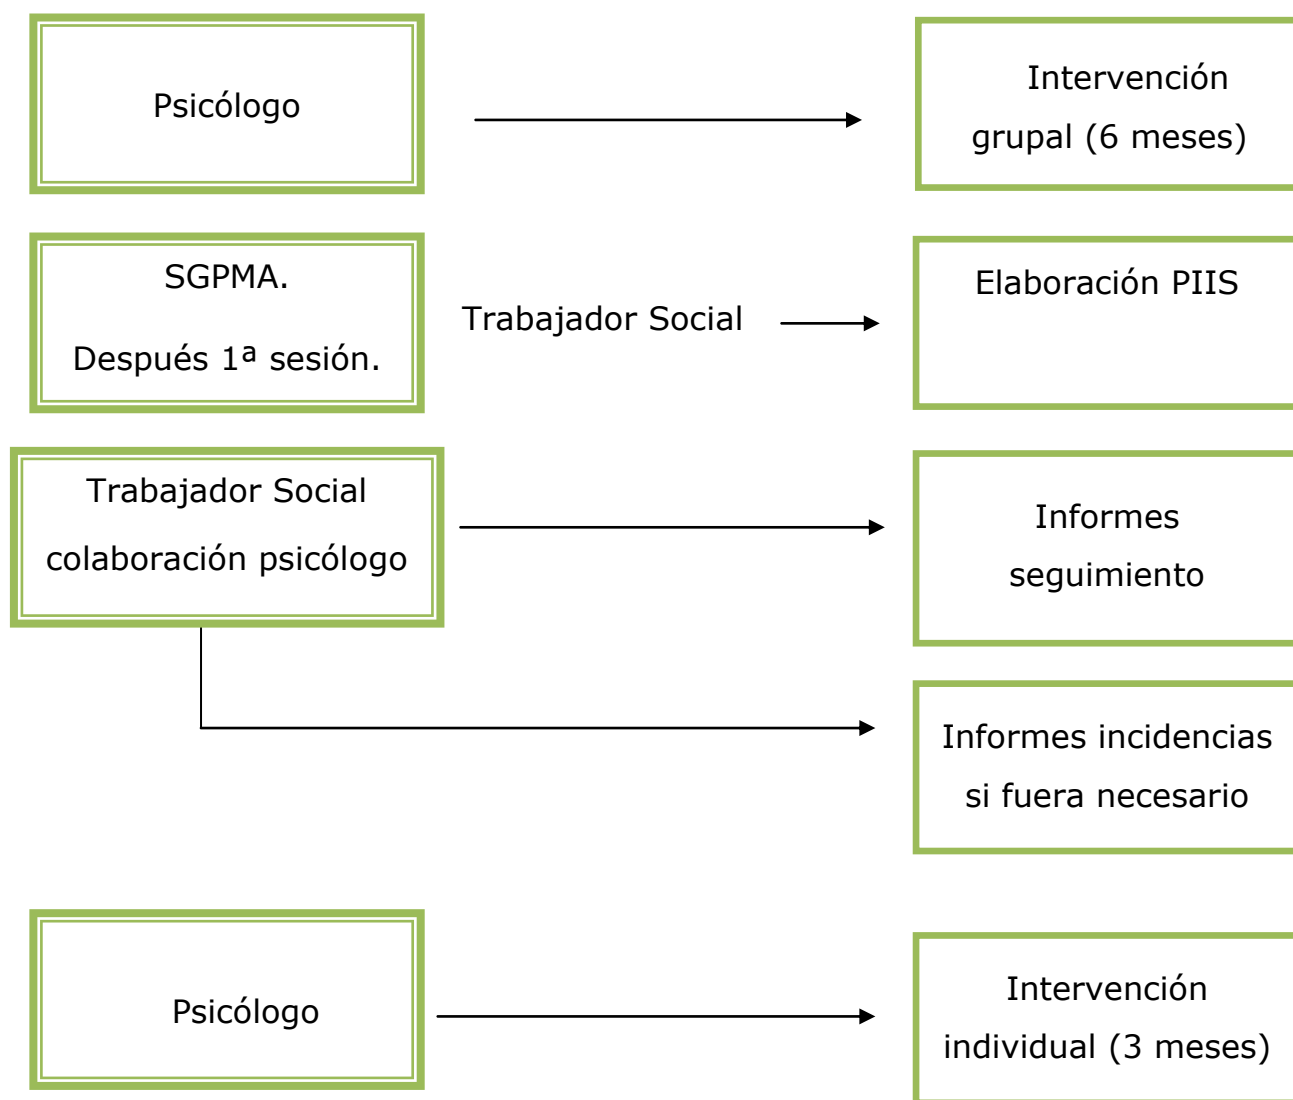 Psicólogo
Intervención
grupal (6 meses)
SGPMA.
Después 1ª sesión.
Trabajador Social
Elaboración PIIS
Trabajador Social
colaboración psicólogo
Informes
seguimiento
Informes incidencias
si fuera necesario
Psicólogo
Intervención
individual (3 meses)